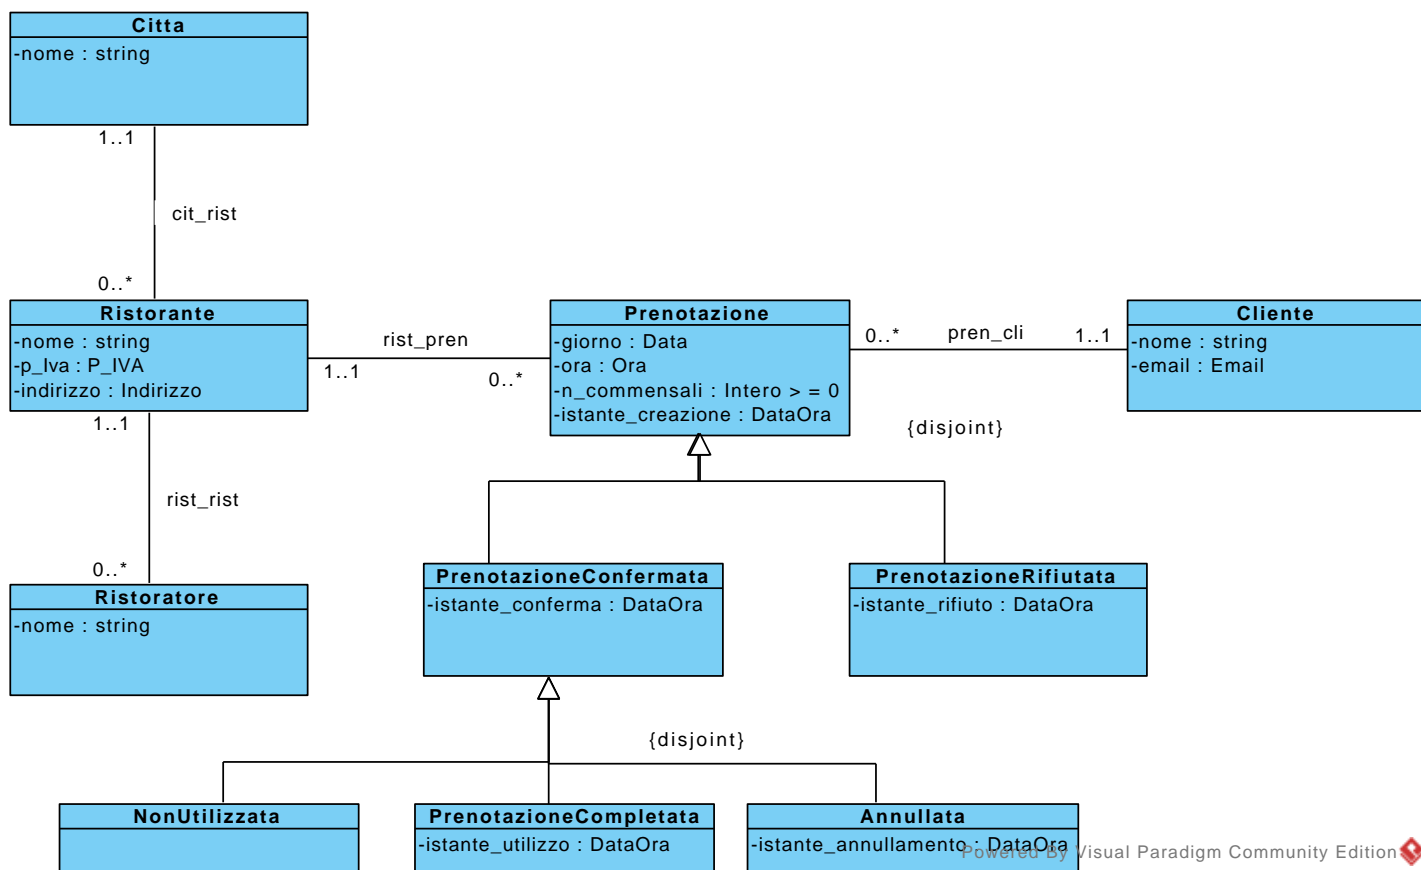 Citta
-nome : string
1..1
cit_rist
0..*
Ristorante
-nome : string
-p_Iva : P_IVA
-indirizzo : Indirizzo
rist_pren
1..1
0..*
Prenotazione
-giorno : Data
-ora : Ora
-n_commensali : Intero > = 0
-istante_creazione : DataOra
0..*
pren_cli
1..1
Cliente
-nome : string
-email : Email
{disjoint}
1..1
rist_rist
0..*
Ristoratore
-nome : string
PrenotazioneConfermata
-istante_conferma : DataOra
PrenotazioneRifiutata
-istante_rifiuto : DataOra
{disjoint}
NonUtilizzata
PrenotazioneCompletata
-istante_utilizzo : DataOra
Annullata
-istante_annullamento : DataOra
Powered By Visual Paradigm Community Edition